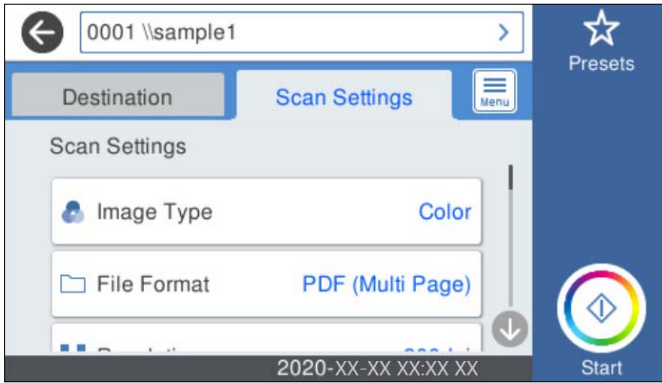 0001 \\sample1
Presets
Destination
Scan Settings
Menu
Scan Settings
Image Type
Color
File Format
PDF (Multi Page)
2020-XX-XX XX:XX XX
Start